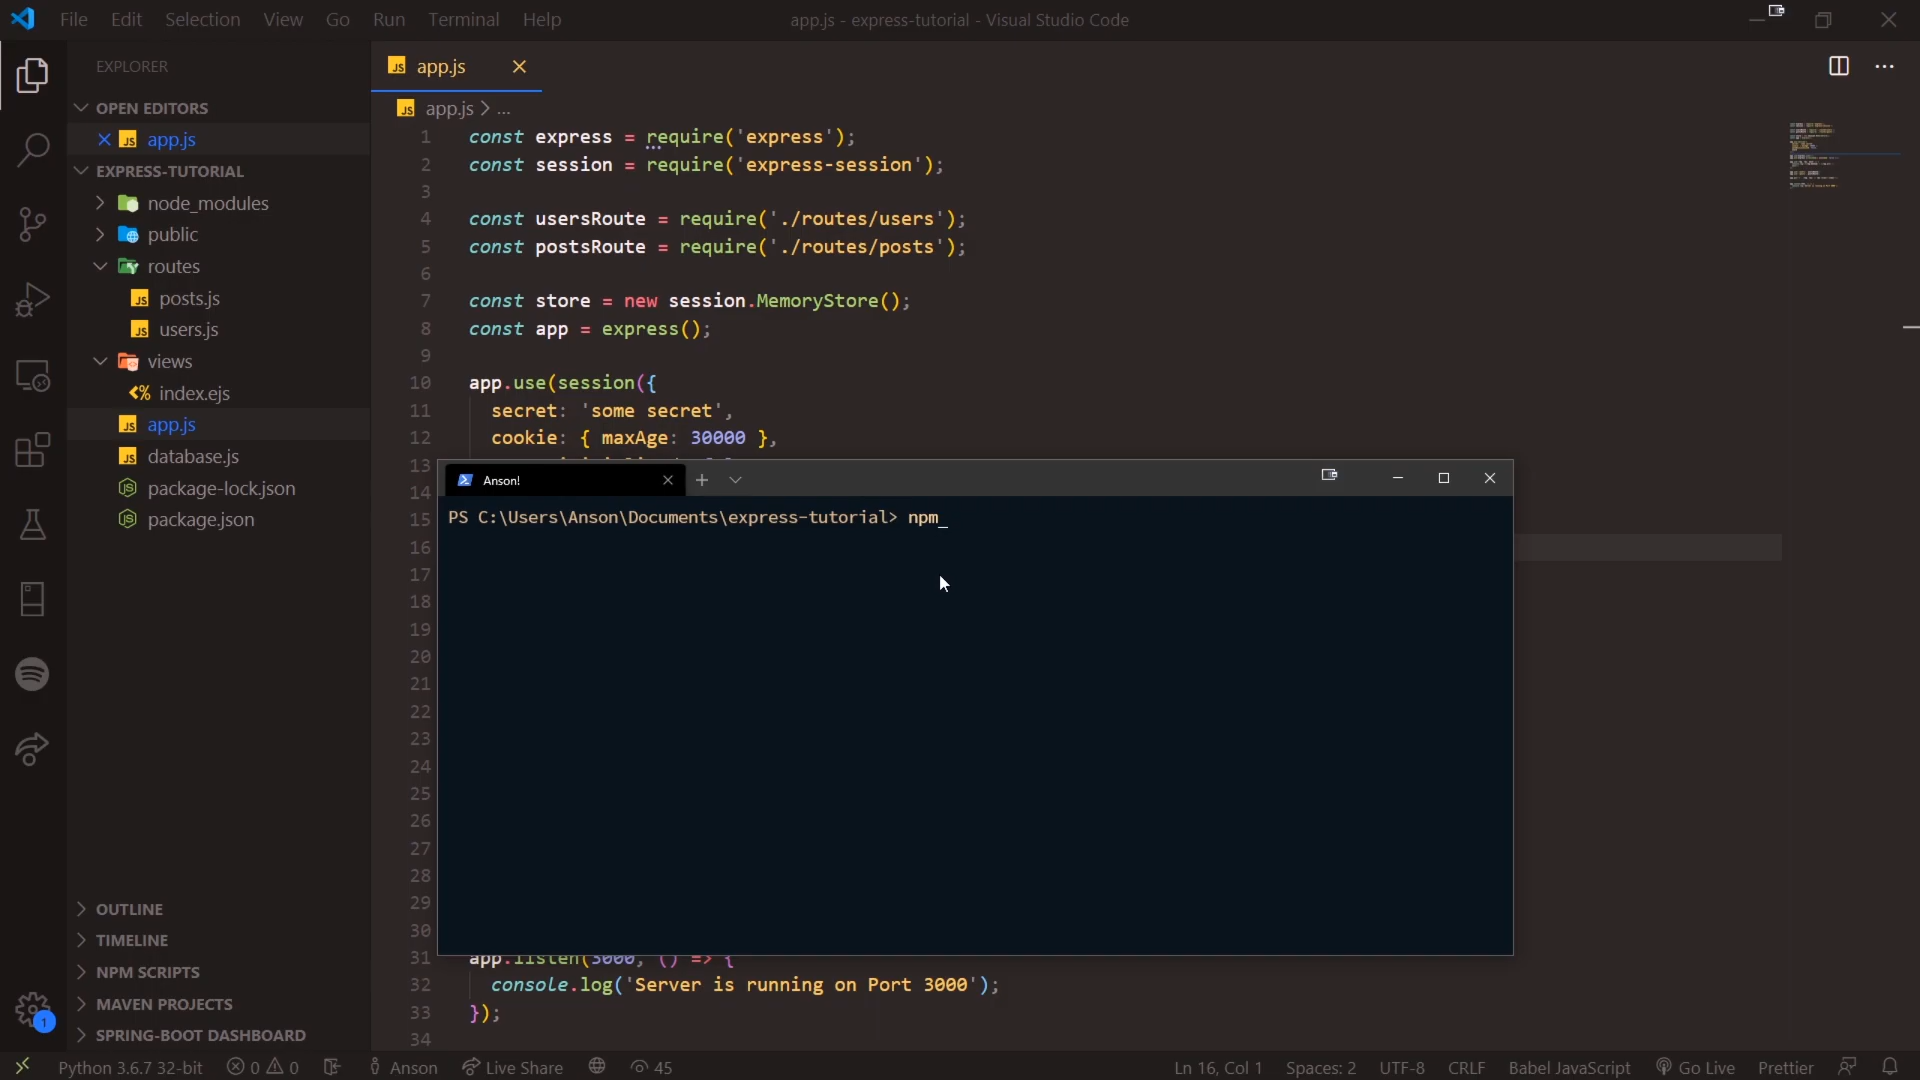 File Edit Selection View Go Run Terminal Help
app.js - express-tutorial - Visual Studio Code
EXPLORER
OPEN EDITORS
app.js
EXPRESS-TUTORIAL
node_modules
public
routes
posts.js
users.js
views
index.ejs
app.js
database.js
package-lock.json
package.json
OUTLINE
TIMELINE
NPM SCRIPTS
MAVEN PROJECTS
SPRING-BOOT DASHBOARD
1
app.js
app.js > ...
1 const express = require('express');
2 const session = require('express-session');
3
4 const usersRoute = require('./routes/users');
5 const postsRoute = require('./routes/posts');
6
7 const store = new session.MemoryStore();
8 const app = express();
9
10 app.use(session({
11 secret: 'some secret',
12 cookie: { maxAge: 30000 },
13
14
15
16
17
18
19
20
21
22
23
24
25
26
27
28
29
30
31 app.listen(3000, () => {
32 console.log('Server is running on Port 3000');
33 });
34
Anson!
PS C:\Users\Anson\Documents\express-tutorial> npm_
Python 3.6.7 32-bit 0 0 Anson Live Share 45 Ln 16, Col 1 Spaces: 2 UTF-8 CRLF Babel JavaScript Go Live Prettier